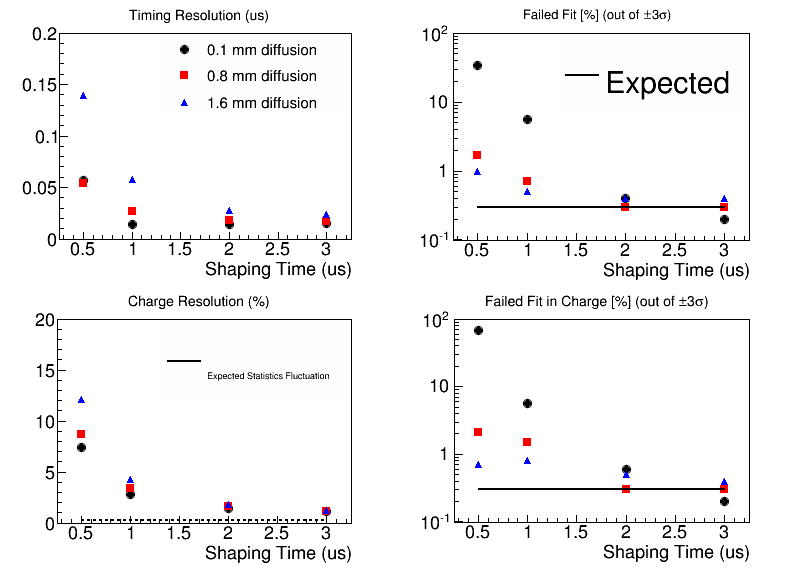 Timing Resolution (us)
0.2
0.15
0.1
0.05
0
0.1 mm diffusion
0.8 mm diffusion
1.6 mm diffusion
0.5 1 1.5 2 2.5 3
Shaping Time (us)
Failed Fit [%] (out of ±3σ)
10²
10
1
10⁻¹
Expected
0.5 1 1.5 2 2.5 3
Shaping Time (us)
Charge Resolution (%)
20
15
10
5
0
Expected Statistics Fluctuation
0.5 1 1.5 2 2.5 3
Shaping Time (us)
Failed Fit in Charge [%] (out of ±3σ)
10²
10
1
10⁻¹
0.5 1 1.5 2 2.5 3
Shaping Time (us)